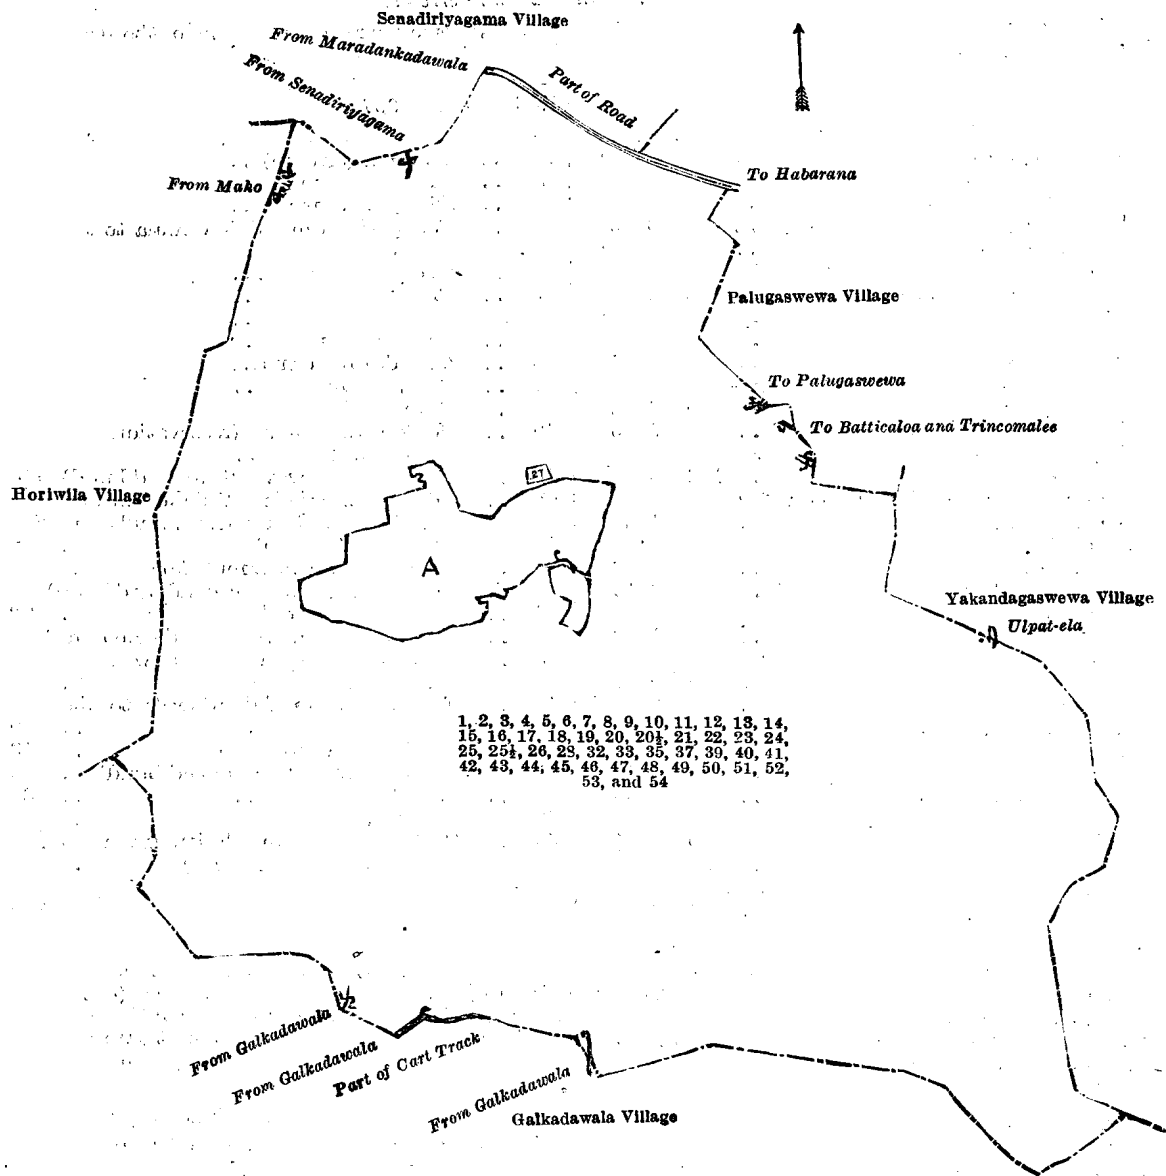 Senadiriyagama Village
From Maradankadawala
From Senadiriyagama
Part of Road
From Maho
To Habarana
Palugaswewa Village
To Palugaswewa
To Batticaloa and Trincomalee
Horiwila Village
27
A
Yakandagaswewa Village
Ulpat-ela
1, 2, 3, 4, 5, 6, 7, 8, 9, 10, 11, 12, 13, 14,
15, 16, 17, 18, 19, 20, 20½, 21, 22, 23, 24,
25, 25½, 26, 28, 32, 33, 35, 37, 39, 40, 41,
42, 43, 44, 45, 46, 47, 48, 49, 50, 51, 52,
53, and 54
From Galkadawala
From Galkadawala
Part of Cart Track
From Galkadawala
Galkadawala Village